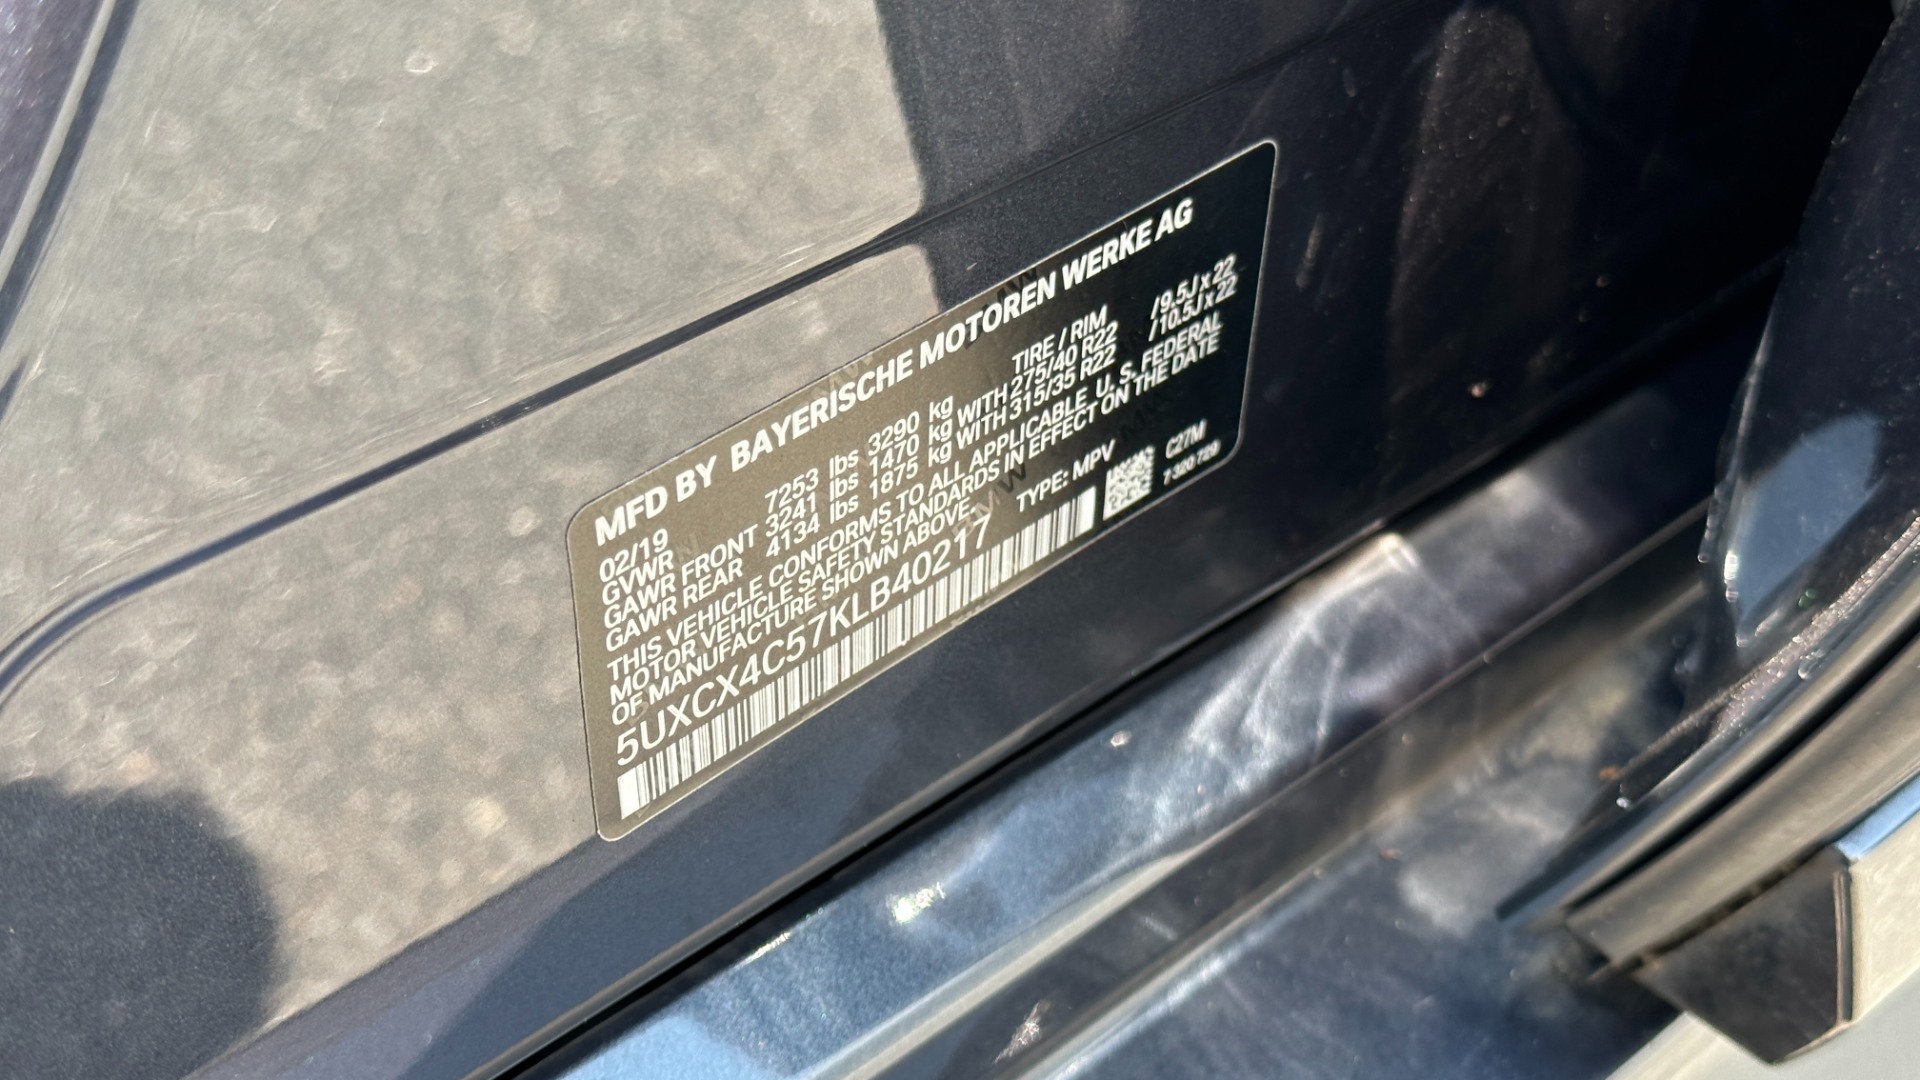 MFD BY BAYERISCHE MOTOREN WERKE AG
02/19 TIRE / RIM
GVWR 7253 lbs 3290 kg
GAWR FRONT 3241 lbs 1470 kg WITH 275/40 R22 /9.5J x 22
GAWR REAR 4134 lbs 1875 kg WITH 315/35 R22 /10.5J x 22
THIS VEHICLE CONFORMS TO ALL APPLICABLE U. S. FEDERAL
MOTOR VEHICLE SAFETY STANDARDS IN EFFECT ON THE DATE
OF MANUFACTURE SHOWN ABOVE.
5UXCX4C57KLB40217 TYPE: MPV C27M
7 320 729